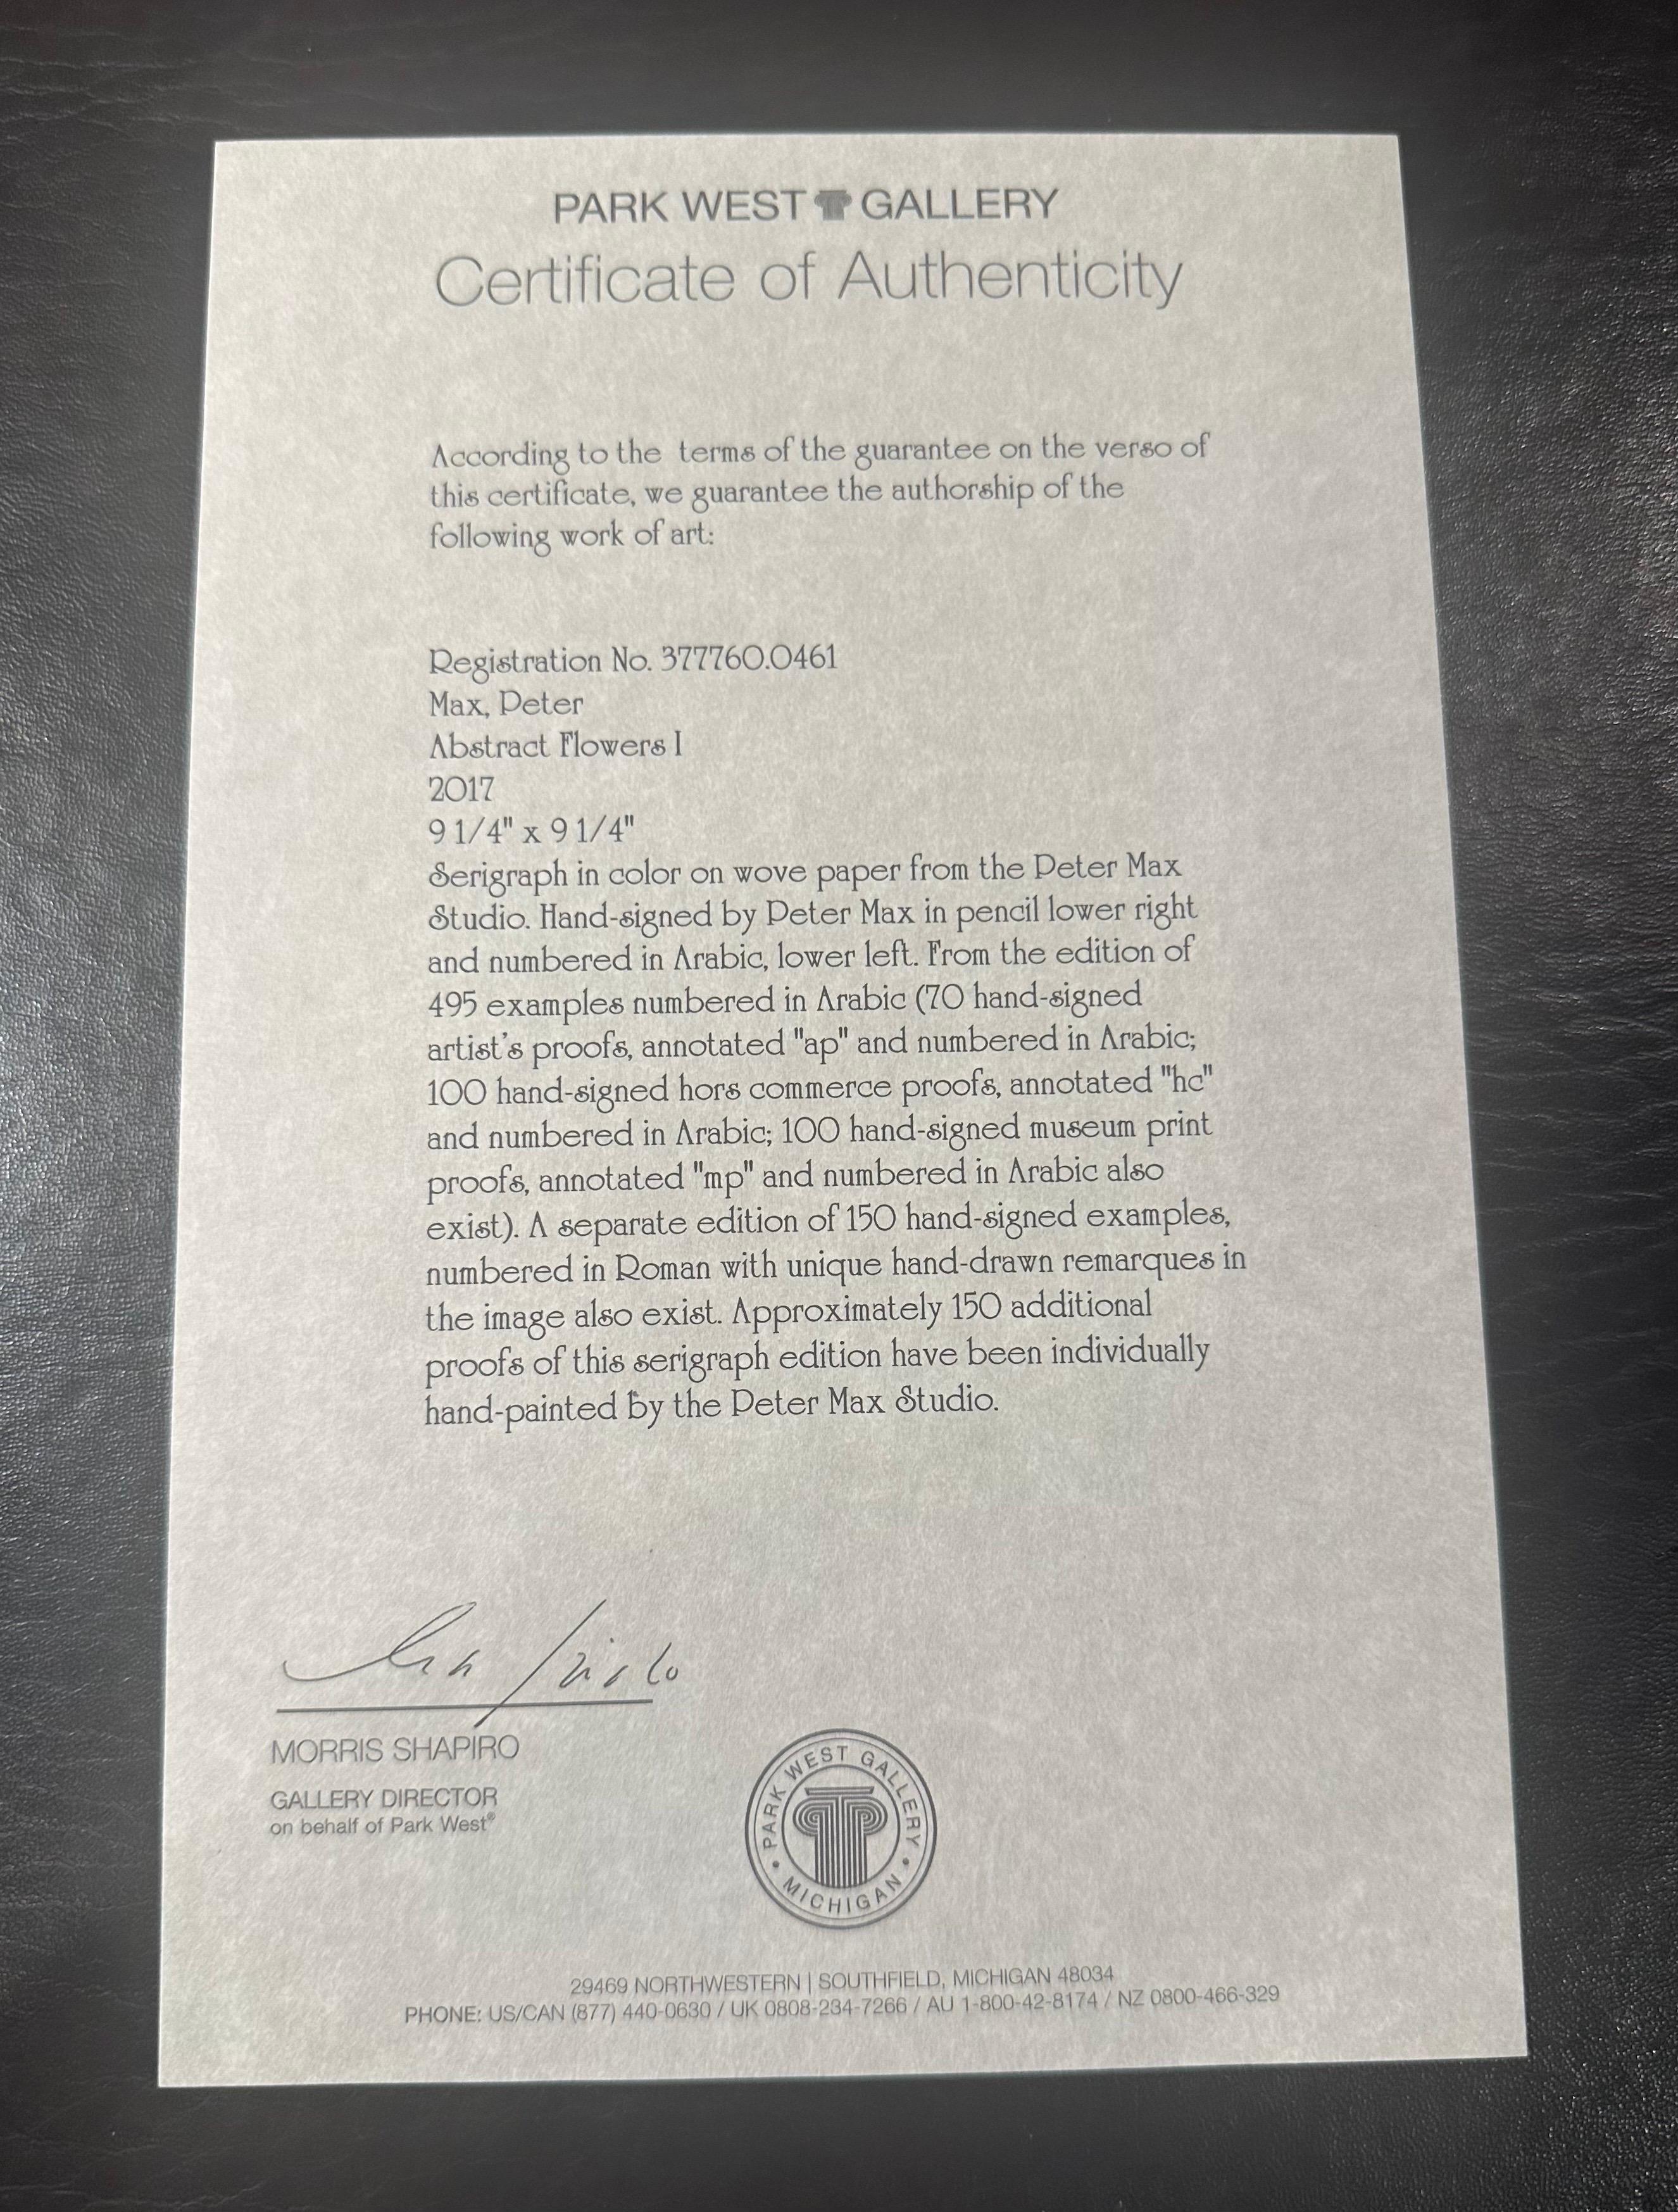 PARK WEST GALLERY
Certificate of Authenticity
According to the terms of the guarantee on the verso of
this certificate, we guarantee the authorship of the
following work of art:
Registration No. 377760.0461
Max, Peter
Abstract Flowers I
2017
9 1/4" x 9 1/4"
Serigraph in color on wove paper from the Peter Max
Studio. Hand-signed by Peter Max in pencil lower right
and numbered in Arabic, lower left. From the edition of
495 examples numbered in Arabic (70 hand-signed
artist's proofs, annotated "ap" and numbered in Arabic;
100 hand-signed hors commerce proofs, annotated "hc"
and numbered in Arabic; 100 hand-signed museum print
proofs, annotated "mp" and numbered in Arabic also
exist). A separate edition of 150 hand-signed examples,
numbered in Roman with unique hand-drawn remarques in
the image also exist. Approximately 150 additional
proofs of this serigraph edition have been individually
hand-painted by the Peter Max Studio.
MORRIS SHAPIRO
GALLERY DIRECTOR
on behalf of Park West®
PARK WEST GALLERY • MICHIGAN •
29469 NORTHWESTERN | SOUTHFIELD, MICHIGAN 48034
PHONE: US/CAN (877) 440-0630 / UK 0808-234-7266 / AU 1-800-42-8174 / NZ 0800-466-329